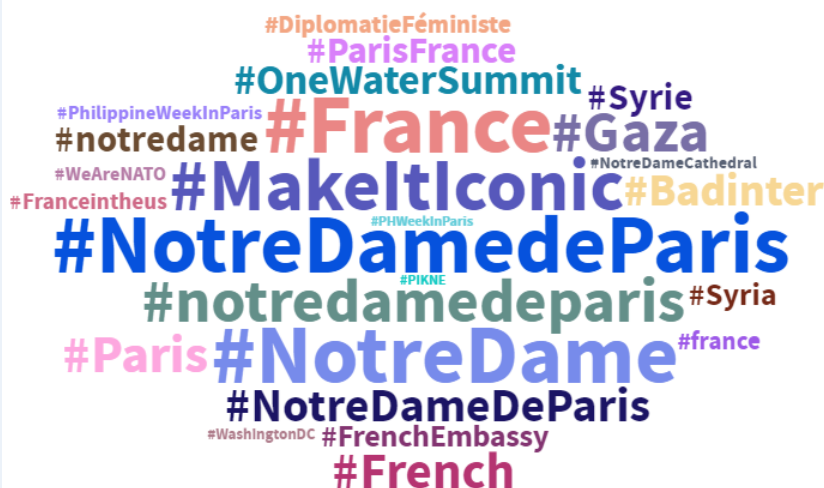 #DiplomatieFéministe
#ParisFrance
#OneWaterSummit
#Syrie
#PhilippineWeekInParis
#France
#notredame
#Gaza
#NotreDameCathedral
#WeAreNATO
#MakeItIconic
#Badinter
#Franceintheus
#PHWeekInParis
#NotreDamedeParis
#PIKNE
#notredamedeparis
#Syria
#Paris
#NotreDame
#france
#NotreDameDeParis
#WashingtonDC
#FrenchEmbassy
#French